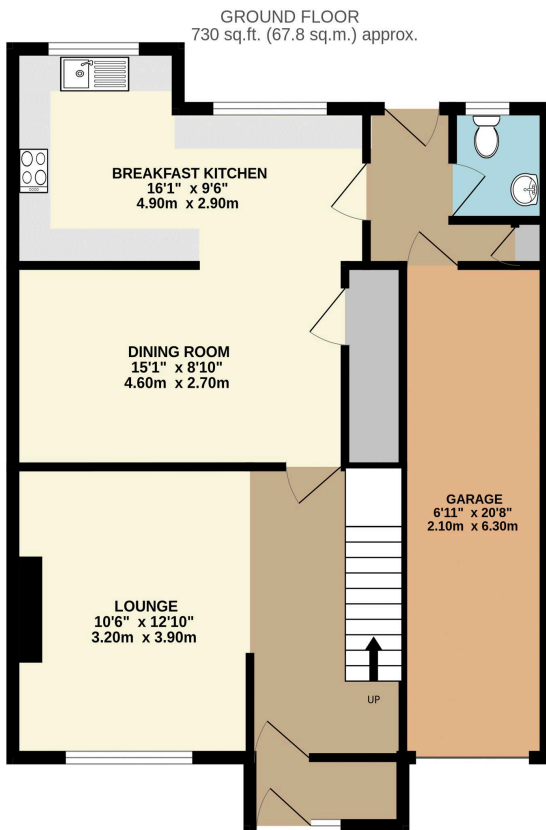 GROUND FLOOR
730 sq.ft. (67.8 sq.m.) approx.
BREAKFAST KITCHEN
16'1" x 9'6"
4.90m x 2.90m
DINING ROOM
15'1" x 8'10"
4.60m x 2.70m
GARAGE
6'11" x 20'8"
2.10m x 6.30m
LOUNGE
10'6" x 12'10"
3.20m x 3.90m
UP